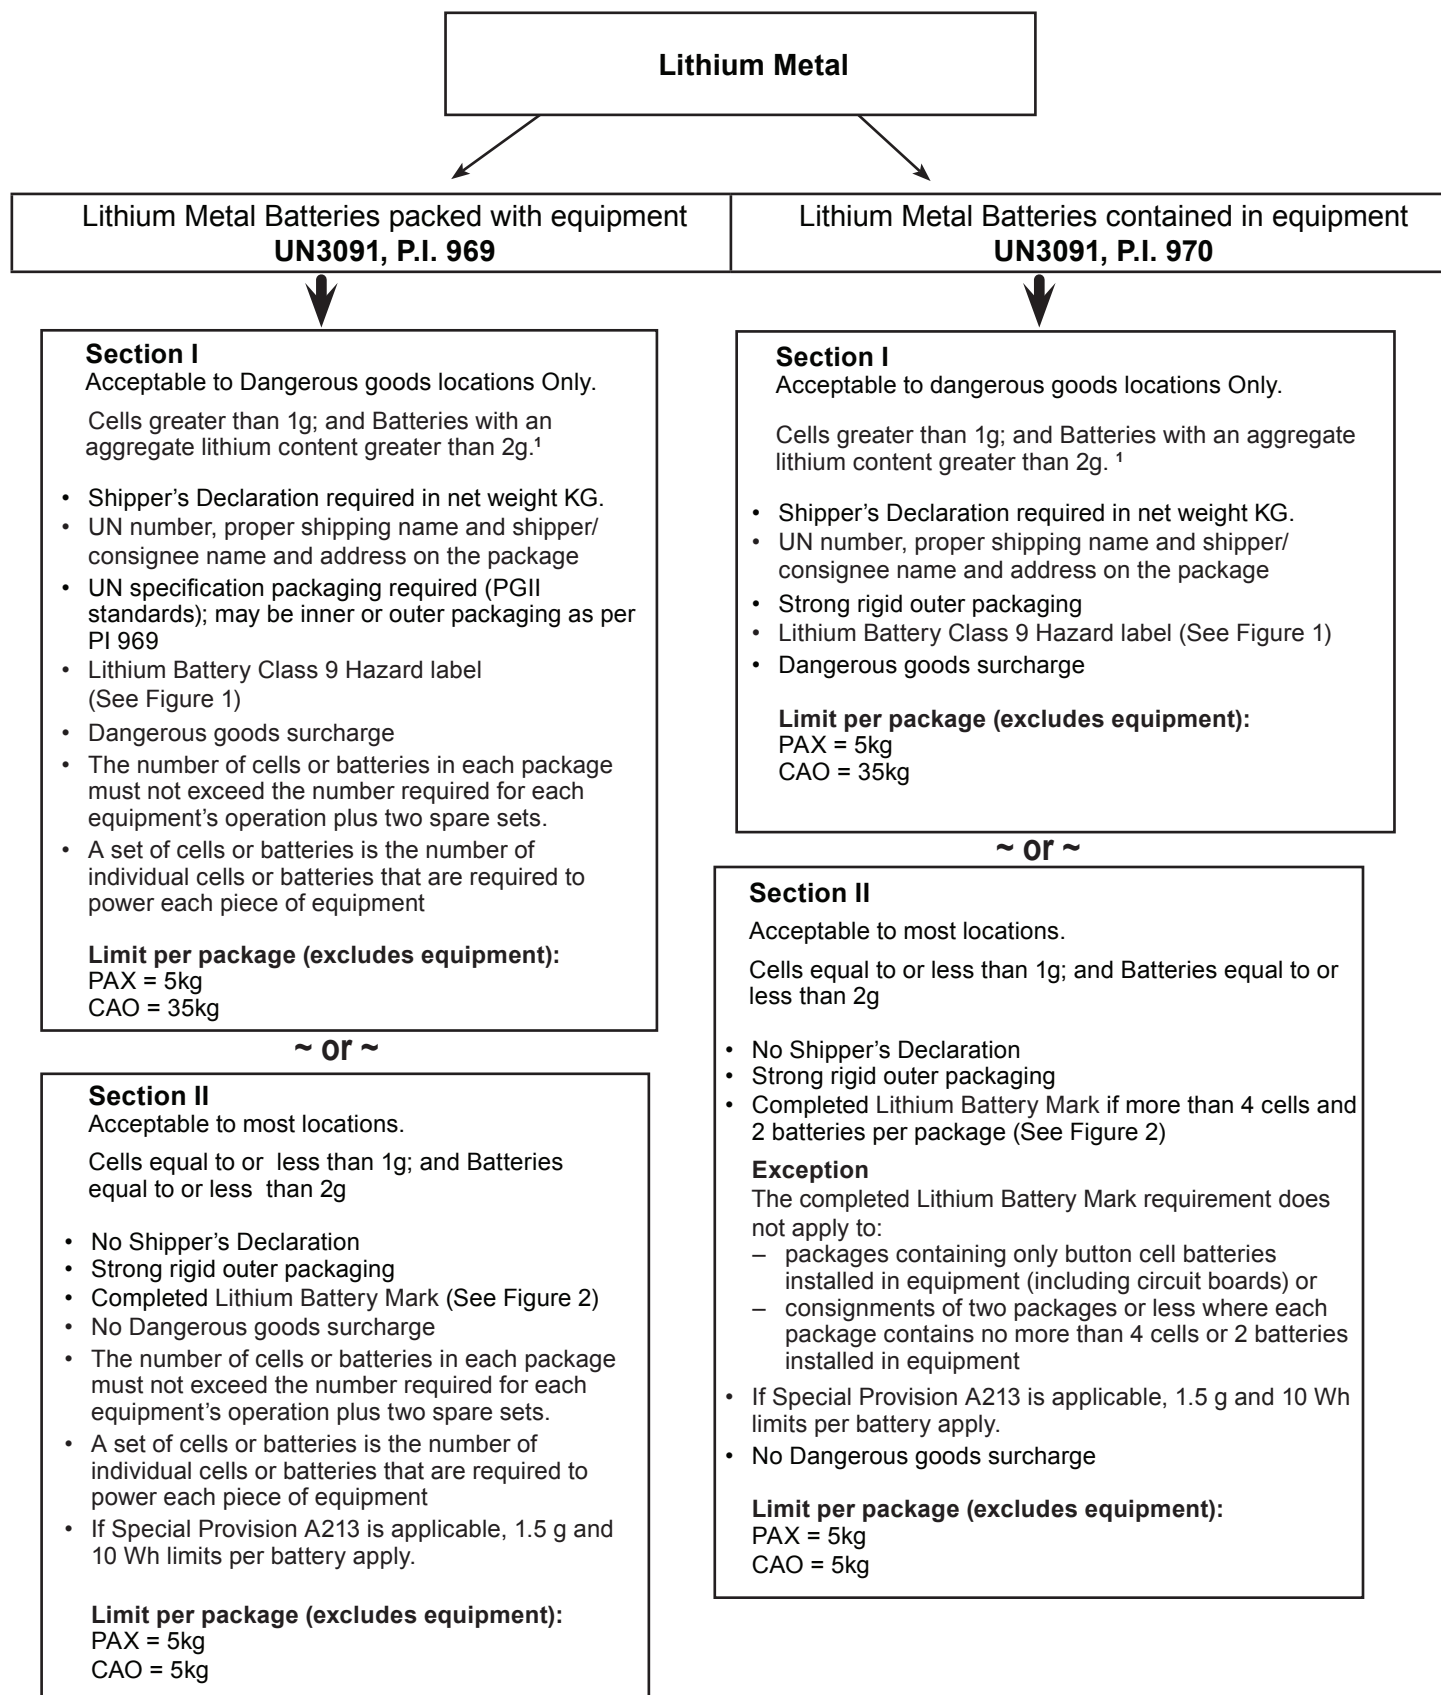 Lithium Metal
Lithium Metal Batteries packed with equipment
UN3091, P.I. 969
Lithium Metal Batteries contained in equipment
UN3091, P.I. 970
Section I
Acceptable to Dangerous goods locations Only.
Cells greater than 1g; and Batteries with an
aggregate lithium content greater than 2g.¹
• Shipper's Declaration required in net weight KG.
• UN number, proper shipping name and shipper/
consignee name and address on the package
• UN specification packaging required (PGII
standards); may be inner or outer packaging as per
PI 969
• Lithium Battery Class 9 Hazard label
(See Figure 1)
• Dangerous goods surcharge
• The number of cells or batteries in each package
must not exceed the number required for each
equipment's operation plus two spare sets.
• A set of cells or batteries is the number of
individual cells or batteries that are required to
power each piece of equipment
Limit per package (excludes equipment):
PAX = 5kg
CAO = 35kg
~ or ~
Section II
Acceptable to most locations.
Cells equal to or less than 1g; and Batteries
equal to or less than 2g
• No Shipper's Declaration
• Strong rigid outer packaging
• Completed Lithium Battery Mark (See Figure 2)
• No Dangerous goods surcharge
• The number of cells or batteries in each package
must not exceed the number required for each
equipment's operation plus two spare sets.
• A set of cells or batteries is the number of
individual cells or batteries that are required to
power each piece of equipment
• If Special Provision A213 is applicable, 1.5 g and
10 Wh limits per battery apply.
Limit per package (excludes equipment):
PAX = 5kg
CAO = 5kg
Section I
Acceptable to dangerous goods locations Only.
Cells greater than 1g; and Batteries with an aggregate
lithium content greater than 2g. ¹
• Shipper's Declaration required in net weight KG.
• UN number, proper shipping name and shipper/
consignee name and address on the package
• Strong rigid outer packaging
• Lithium Battery Class 9 Hazard label (See Figure 1)
• Dangerous goods surcharge
Limit per package (excludes equipment):
PAX = 5kg
CAO = 35kg
~ or ~
Section II
Acceptable to most locations.
Cells equal to or less than 1g; and Batteries equal to or
less than 2g
• No Shipper's Declaration
• Strong rigid outer packaging
• Completed Lithium Battery Mark if more than 4 cells and
2 batteries per package (See Figure 2)
Exception
The completed Lithium Battery Mark requirement does
not apply to:
– packages containing only button cell batteries
installed in equipment (including circuit boards) or
– consignments of two packages or less where each
package contains no more than 4 cells or 2 batteries
installed in equipment
• If Special Provision A213 is applicable, 1.5 g and 10 Wh
limits per battery apply.
• No Dangerous goods surcharge
Limit per package (excludes equipment):
PAX = 5kg
CAO = 5kg